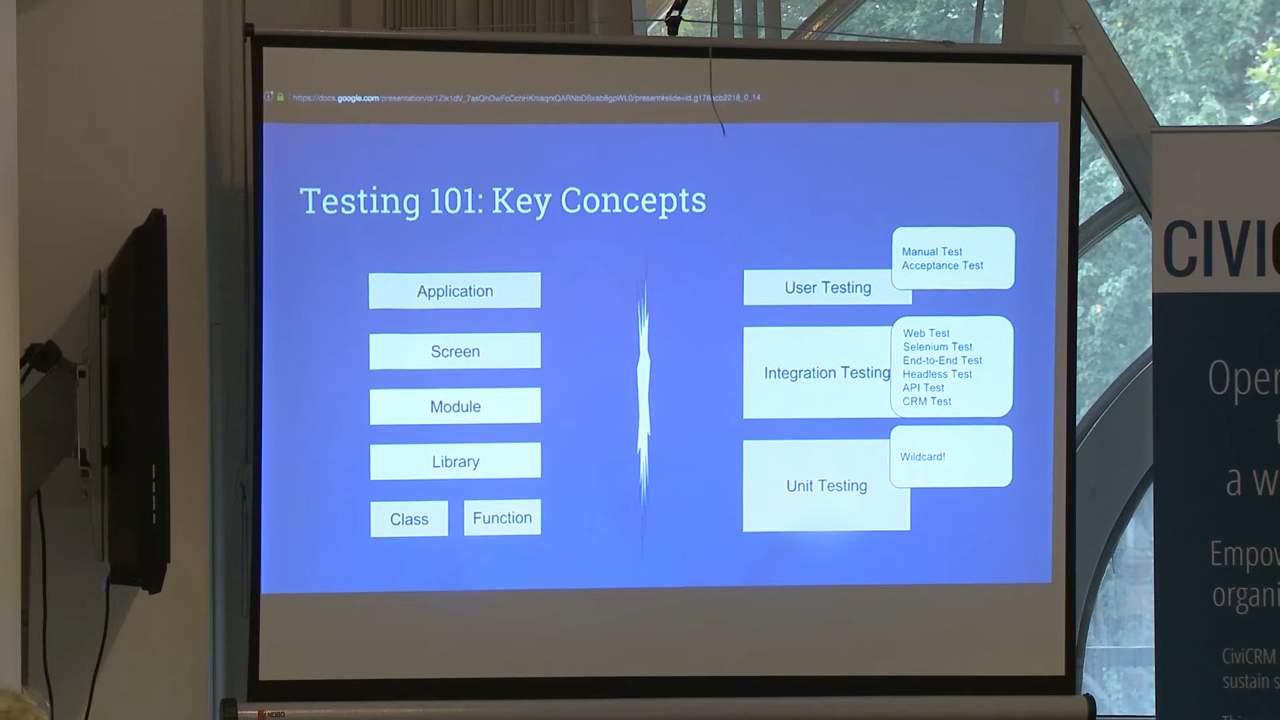 Testing 101: Key Concepts
Application
Screen
Module
Library
Class
Function
User Testing
Manual Test
Acceptance Test
Integration Testing
Web Test
Selenium Test
End-to-End Test
Headless Test
API Test
CRM Test
Unit Testing
Wildcard!
CIVI
Oper
a w
Empov
organi
CiviCRM
sustain s